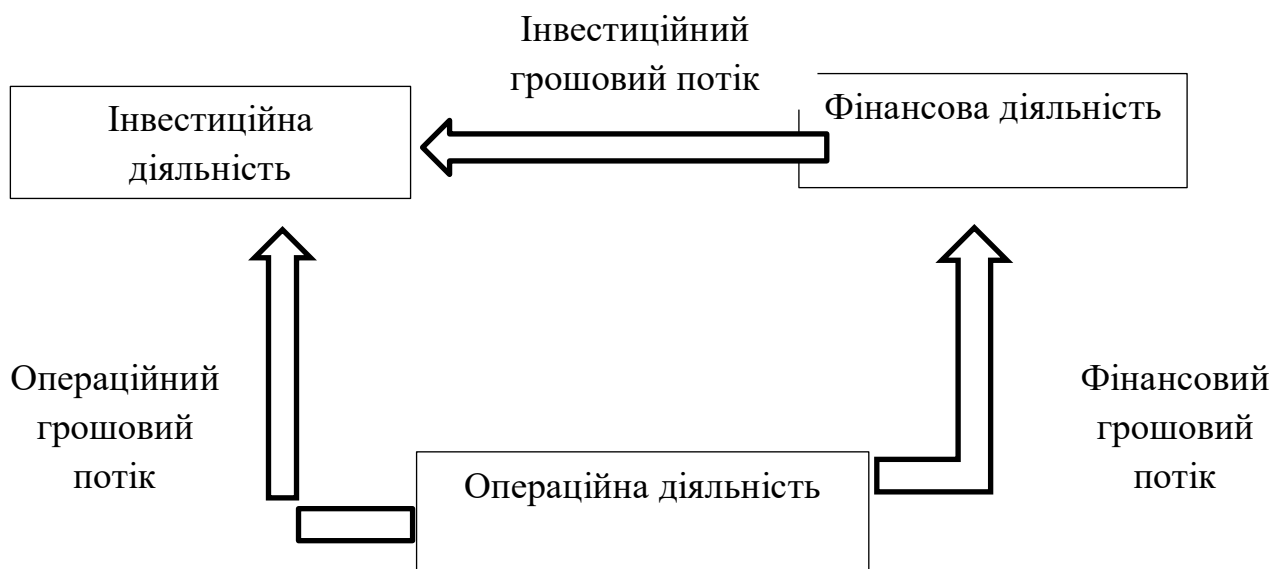 Інвестиційний
грошовий потік
Інвестиційна
діяльність
Фінансова діяльність
Операційний
грошовий
потік
Фінансовий
грошовий
потік
Операційна діяльність